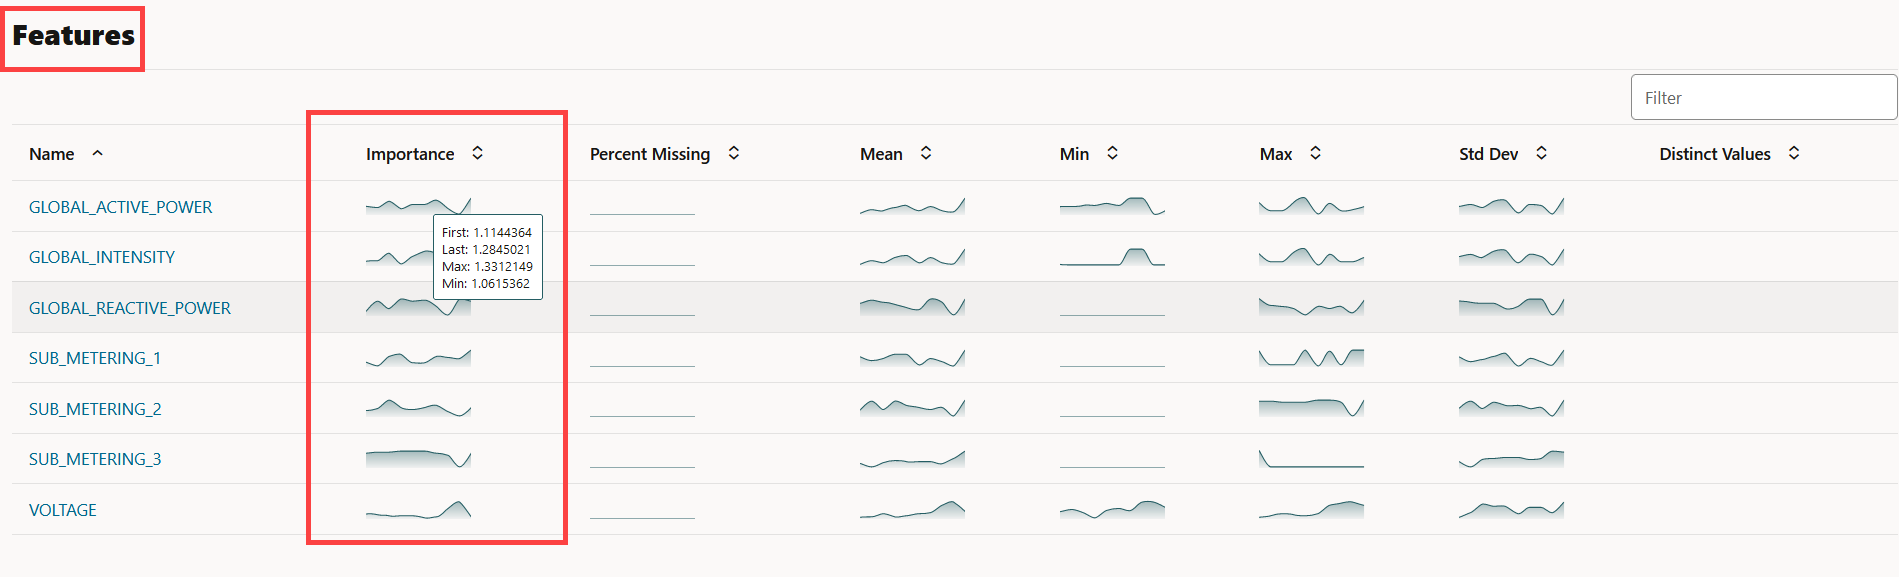 Features
Filter
Name Importance Percent Missing Mean Min Max Std Dev Distinct Values
GLOBAL_ACTIVE_POWER
First: 1.1144364
Last: 1.2845021
Max: 1.3312149
Min: 1.0615362
GLOBAL_INTENSITY
GLOBAL_REACTIVE_POWER
SUB_METERING_1
SUB_METERING_2
SUB_METERING_3
VOLTAGE